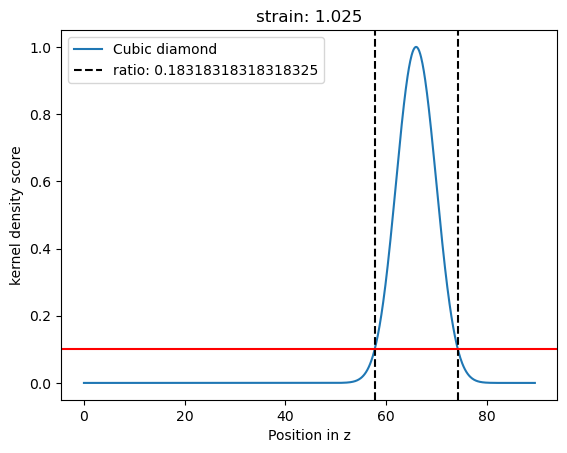 strain: 1.025
Cubic diamond
ratio: 0.18318318318318325
kernel density score
1.0
0.8
0.6
0.4
0.2
0.0
0 20 40 60 80
Position in z